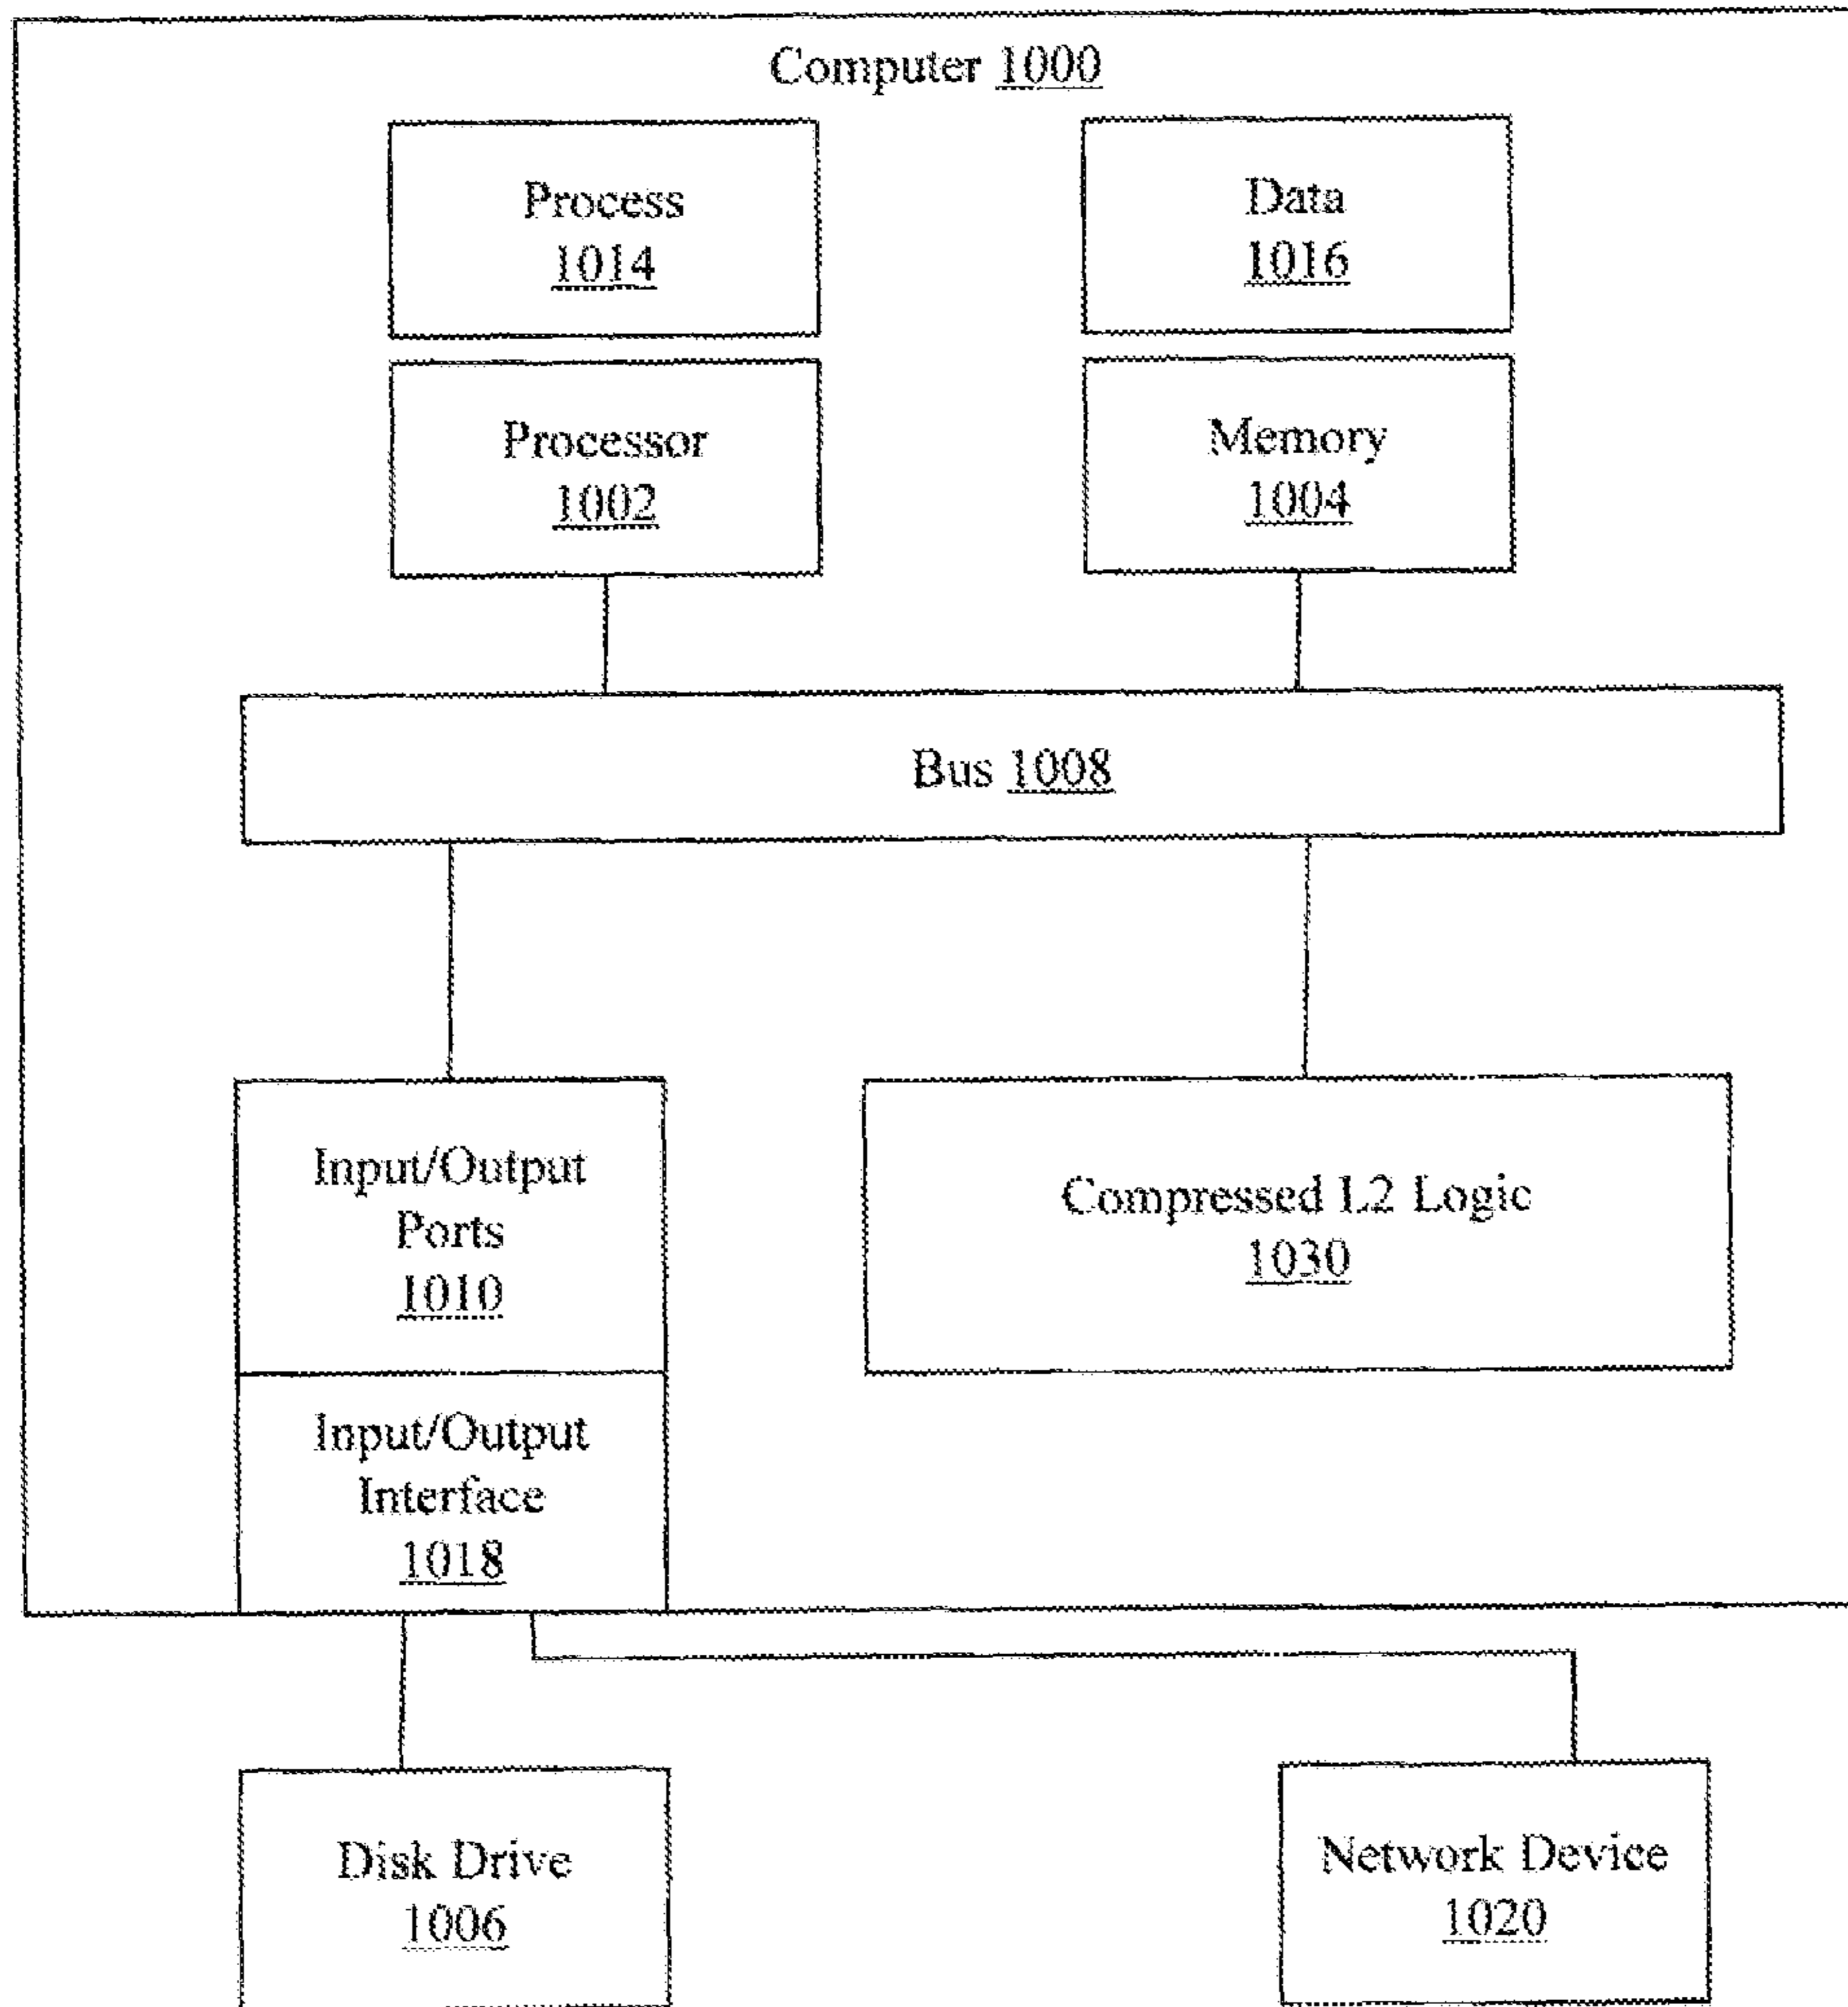 Computer 1000
Process
1014
Data
1016
Processor
1002
Memory
1004
Bus 1008
Input/Output
Ports
1010
Compressed L2 Logic
1030
Input/Output
Interface
1018
Disk Drive
1006
Network Device
1020